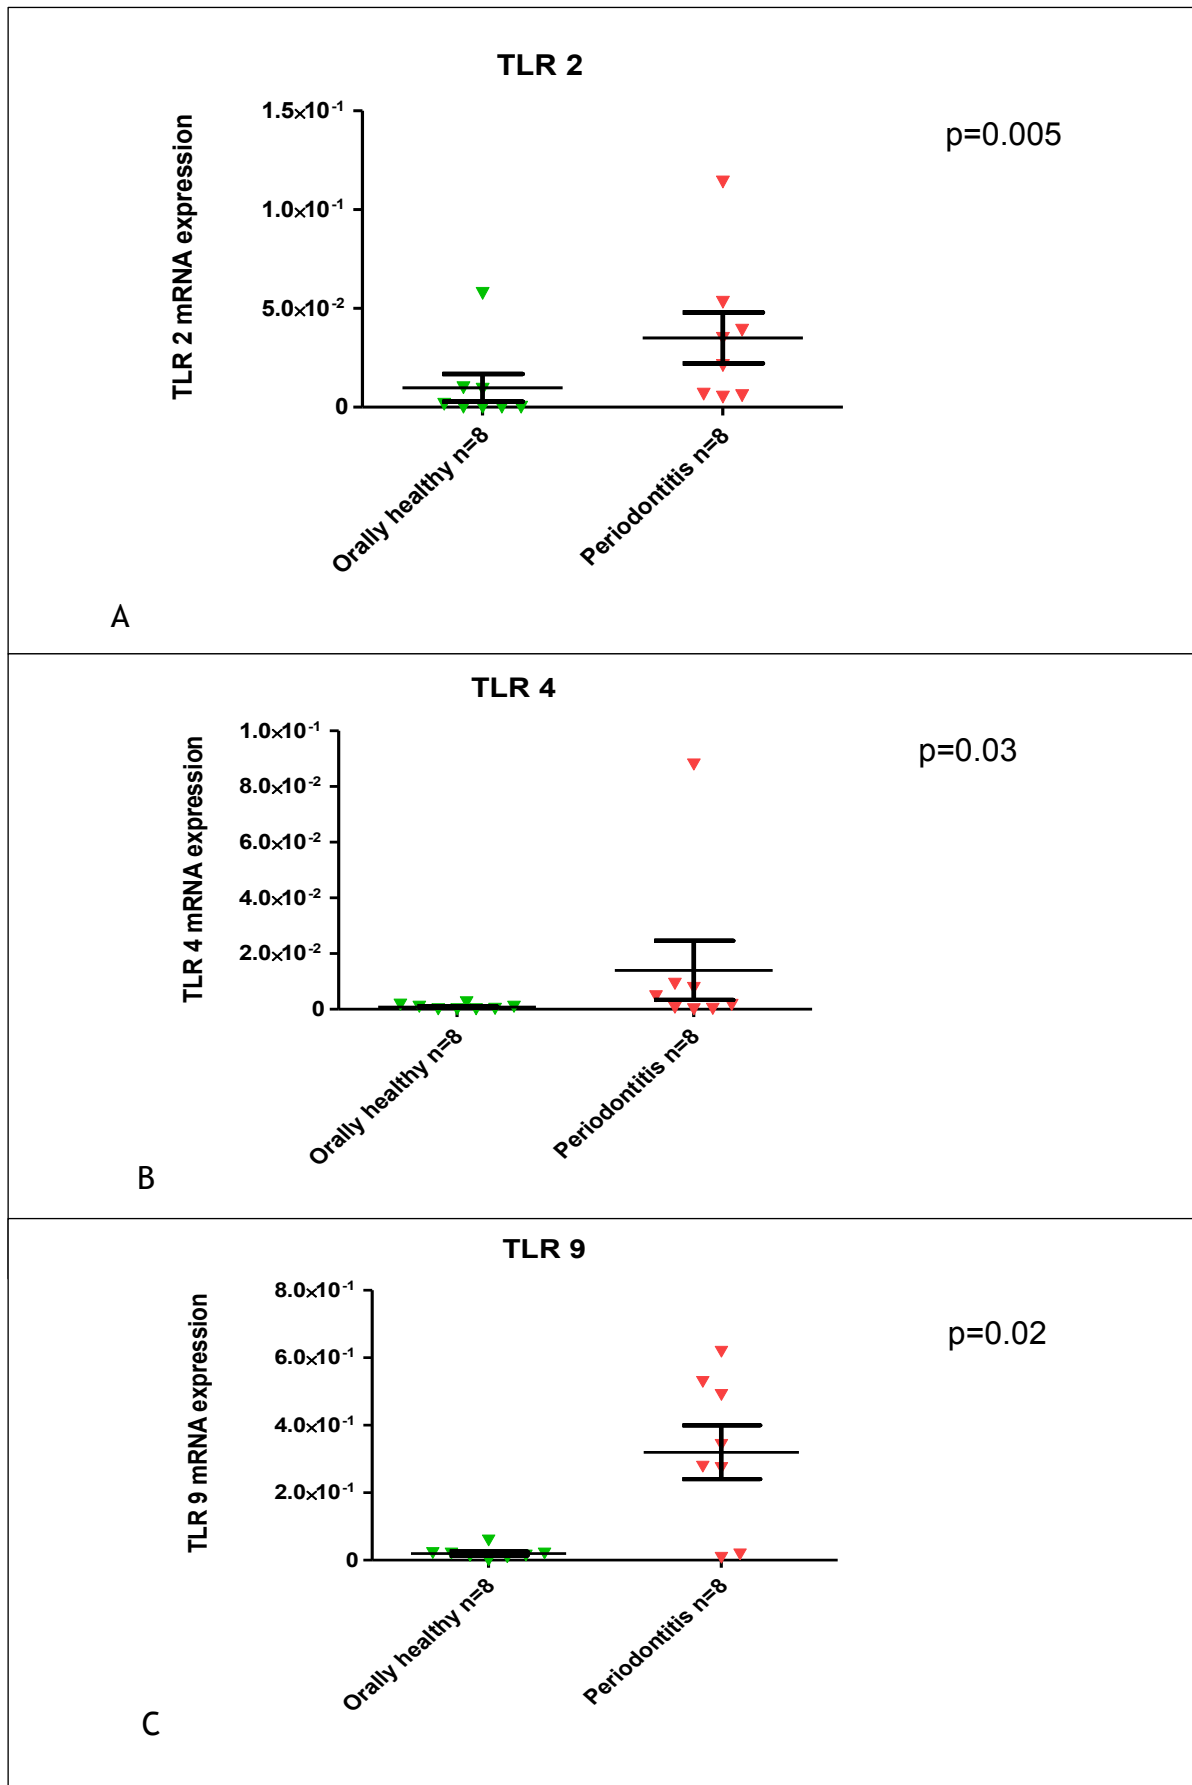 TLR 2
1.5×10⁻¹
p=0.005
1.0×10⁻¹
5.0×10⁻²
0
TLR 2 mRNA expression
Orally healthy n=8
Periodontitis n=8
A
TLR 4
1.0×10⁻¹
p=0.03
8.0×10⁻²
6.0×10⁻²
4.0×10⁻²
2.0×10⁻²
0
TLR 4 mRNA expression
Orally healthy n=8
Periodontitis n=8
B
TLR 9
8.0×10⁻¹
p=0.02
6.0×10⁻¹
4.0×10⁻¹
2.0×10⁻¹
0
TLR 9 mRNA expression
Orally healthy n=8
Periodontitis n=8
C